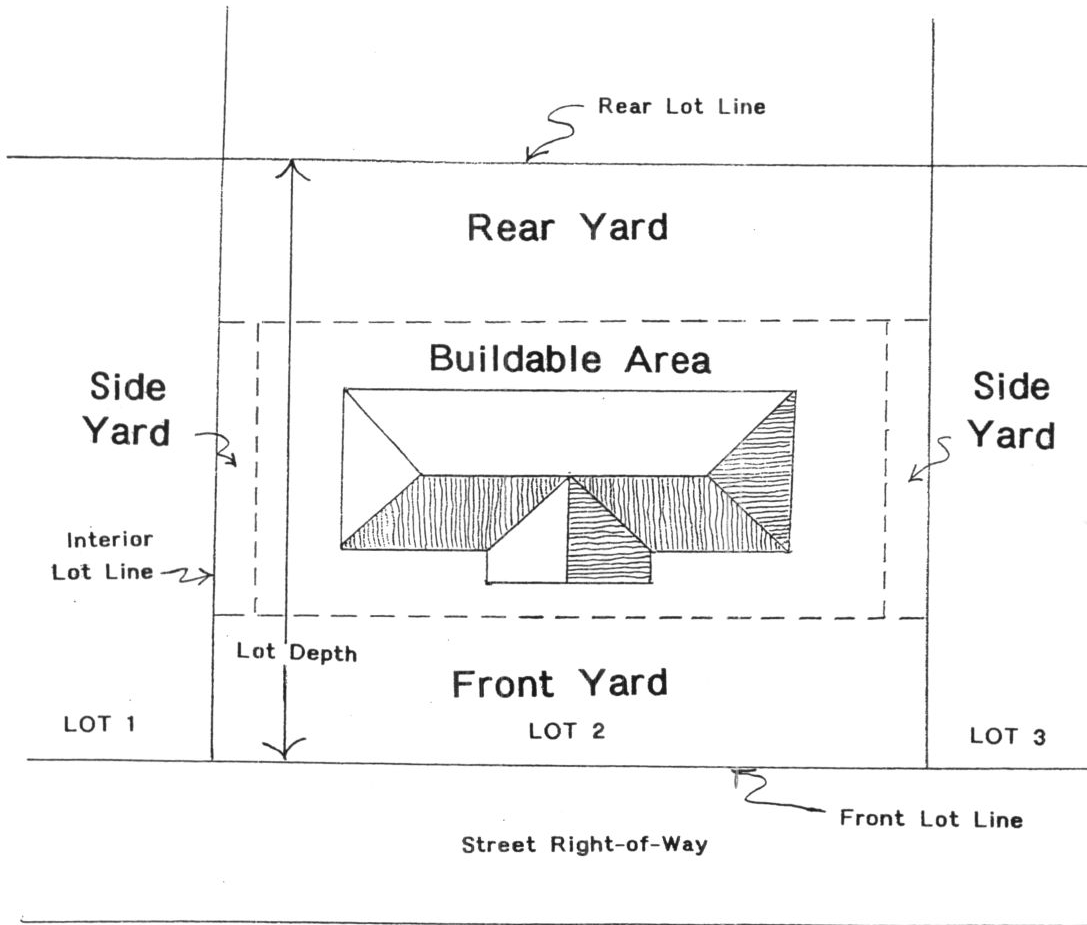 Rear Lot Line
Rear Yard
Buildable Area
Side
Yard
Side
Yard
Interior
Lot Line
Lot Depth
Front Yard
LOT 1
LOT 2
LOT 3
Front Lot Line
Street Right-of-Way